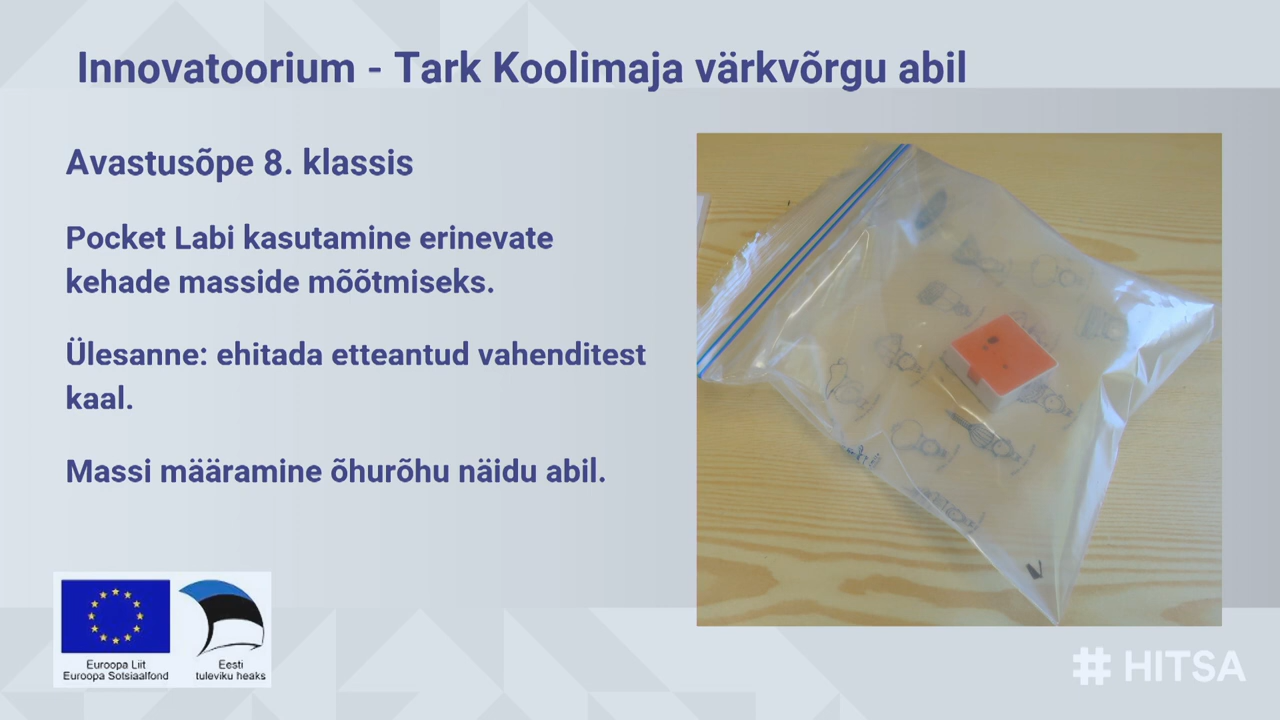 Innovatoorium - Tark Koolimaja värkvõrgu abil
Avastusõpe 8. klassis
Pocket Labi kasutamine erinevate
kehade masside mõõtmiseks.
Ülesanne: ehitada etteantud vahenditest
kaal.
Massi määramine õhurõhu näidu abil.
Euroopa Liit
Euroopa Sotsiaalfond
Eesti
tuleviku heaks
# HITSA